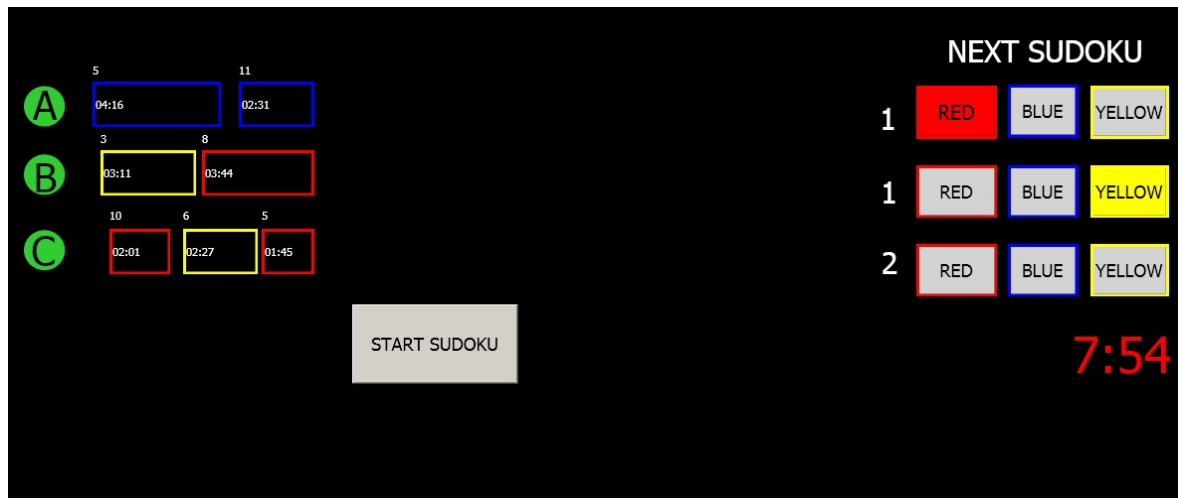 NEXT SUDOKU
5 11
A 04:16 02:31
3 8
B 03:11 03:44
10 6 5
C 02:01 02:27 01:45
1 RED BLUE YELLOW
1 RED BLUE YELLOW
2 RED BLUE YELLOW
START SUDOKU
7:54